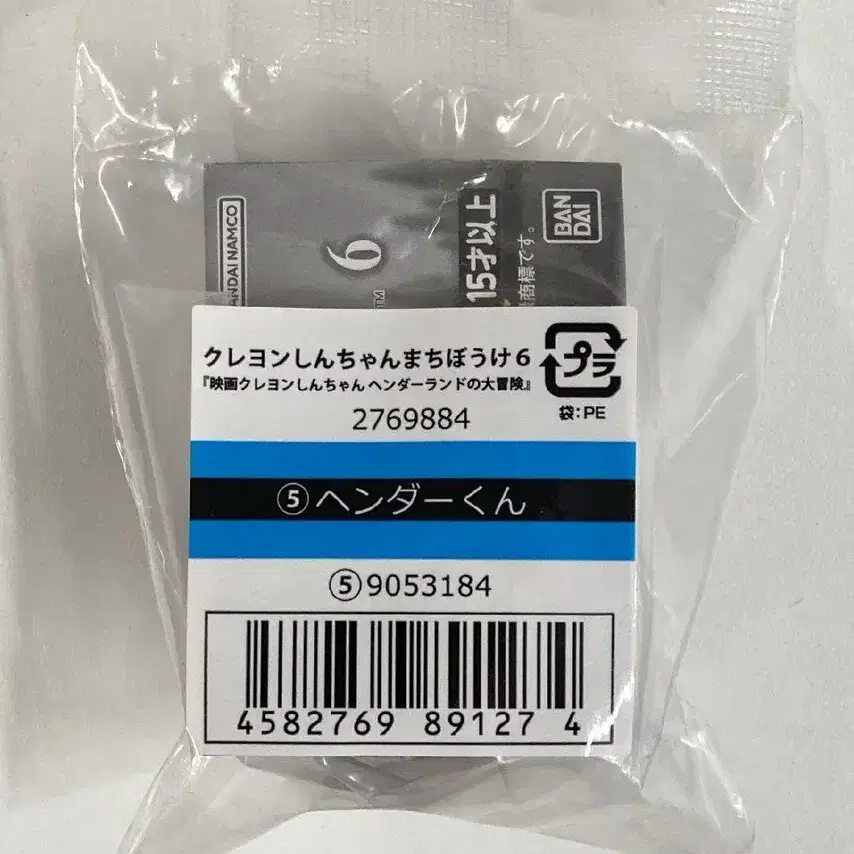 BANDAI NAMCO
6
TM
15才以上
商標です。
BAN
DAI
クレヨンしんちゃんまちぼうけ6
『映画クレヨンしんちゃん ヘンダーランドの大冒険』
プラ
袋:PE
2769884
⑤ヘンダーくん
⑤9053184
4582769 89127 4